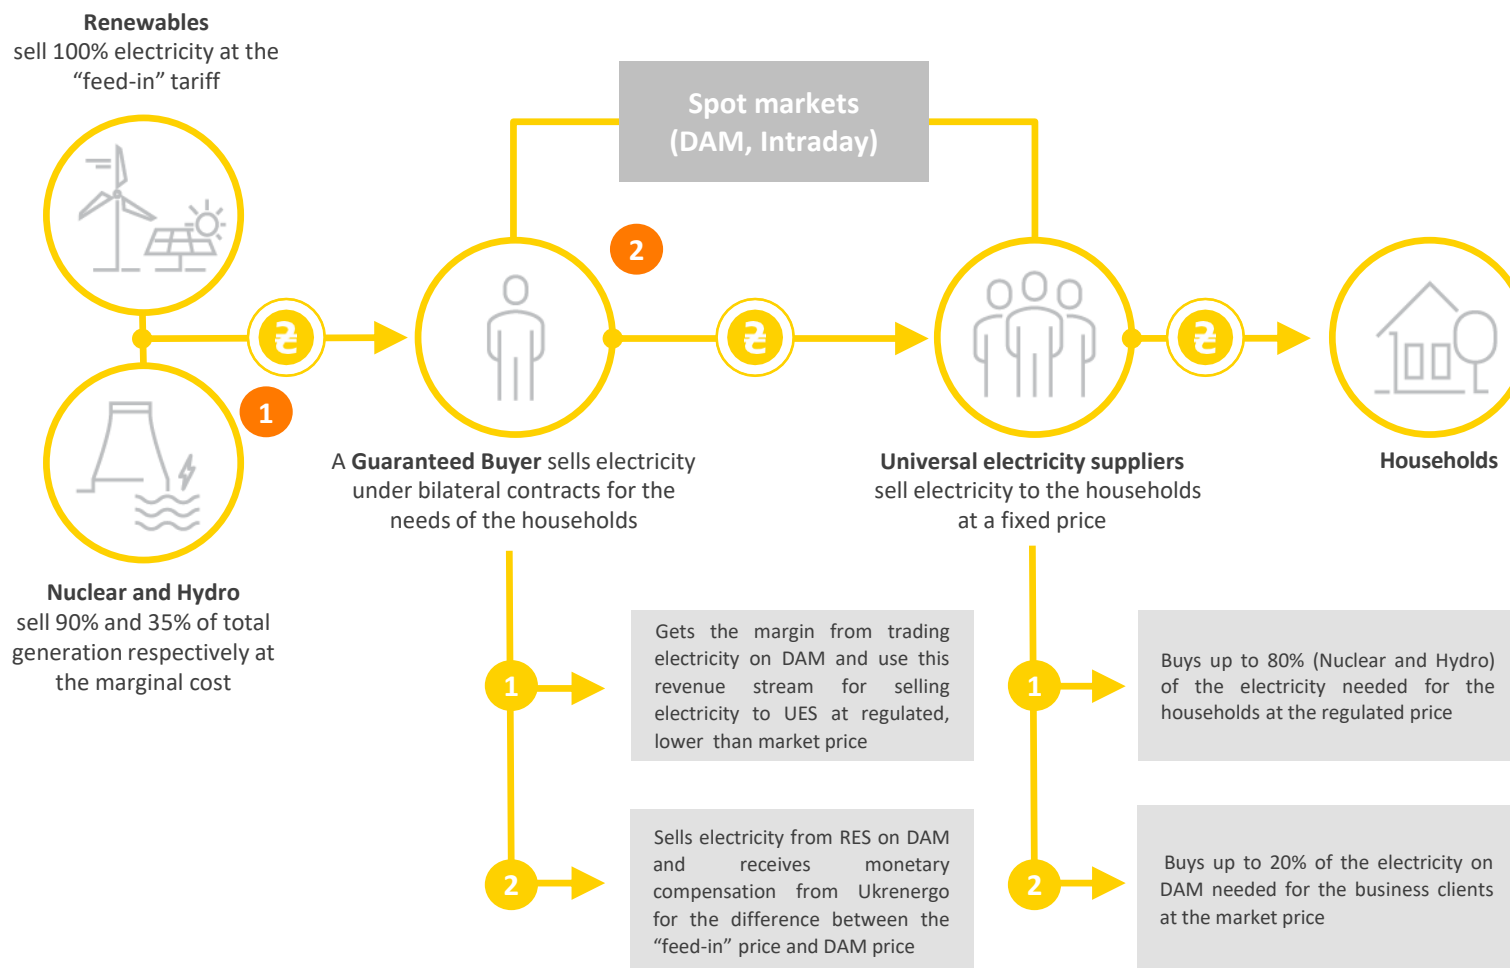 Renewables
sell 100% electricity at the
“feed-in” tariff
Spot markets
(DAM, Intraday)
2
₴
₴
₴
1
A Guaranteed Buyer sells electricity
under bilateral contracts for the
needs of the households
Universal electricity suppliers
sell electricity to the households
at a fixed price
Households
Nuclear and Hydro
sell 90% and 35% of total
generation respectively at
the marginal cost
1
Gets the margin from trading
electricity on DAM and use this
revenue stream for selling
electricity to UES at regulated,
lower than market price
1
Buys up to 80% (Nuclear and Hydro)
of the electricity needed for the
households at the regulated price
2
Sells electricity from RES on DAM
and receives monetary
compensation from Ukrenergo
for the difference between the
“feed-in” price and DAM price
2
Buys up to 20% of the electricity on
DAM needed for the business clients
at the market price